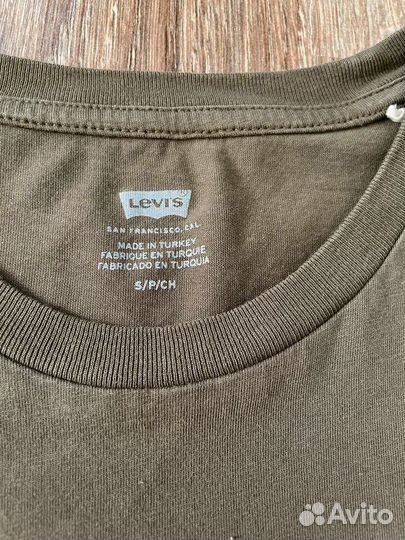 Levi's
SAN FRANCISCO, CAL.
MADE IN TURKEY
FABRIQUE EN TURQUIE
FABRICADO EN TURQUIA
S/P/CH
Avito